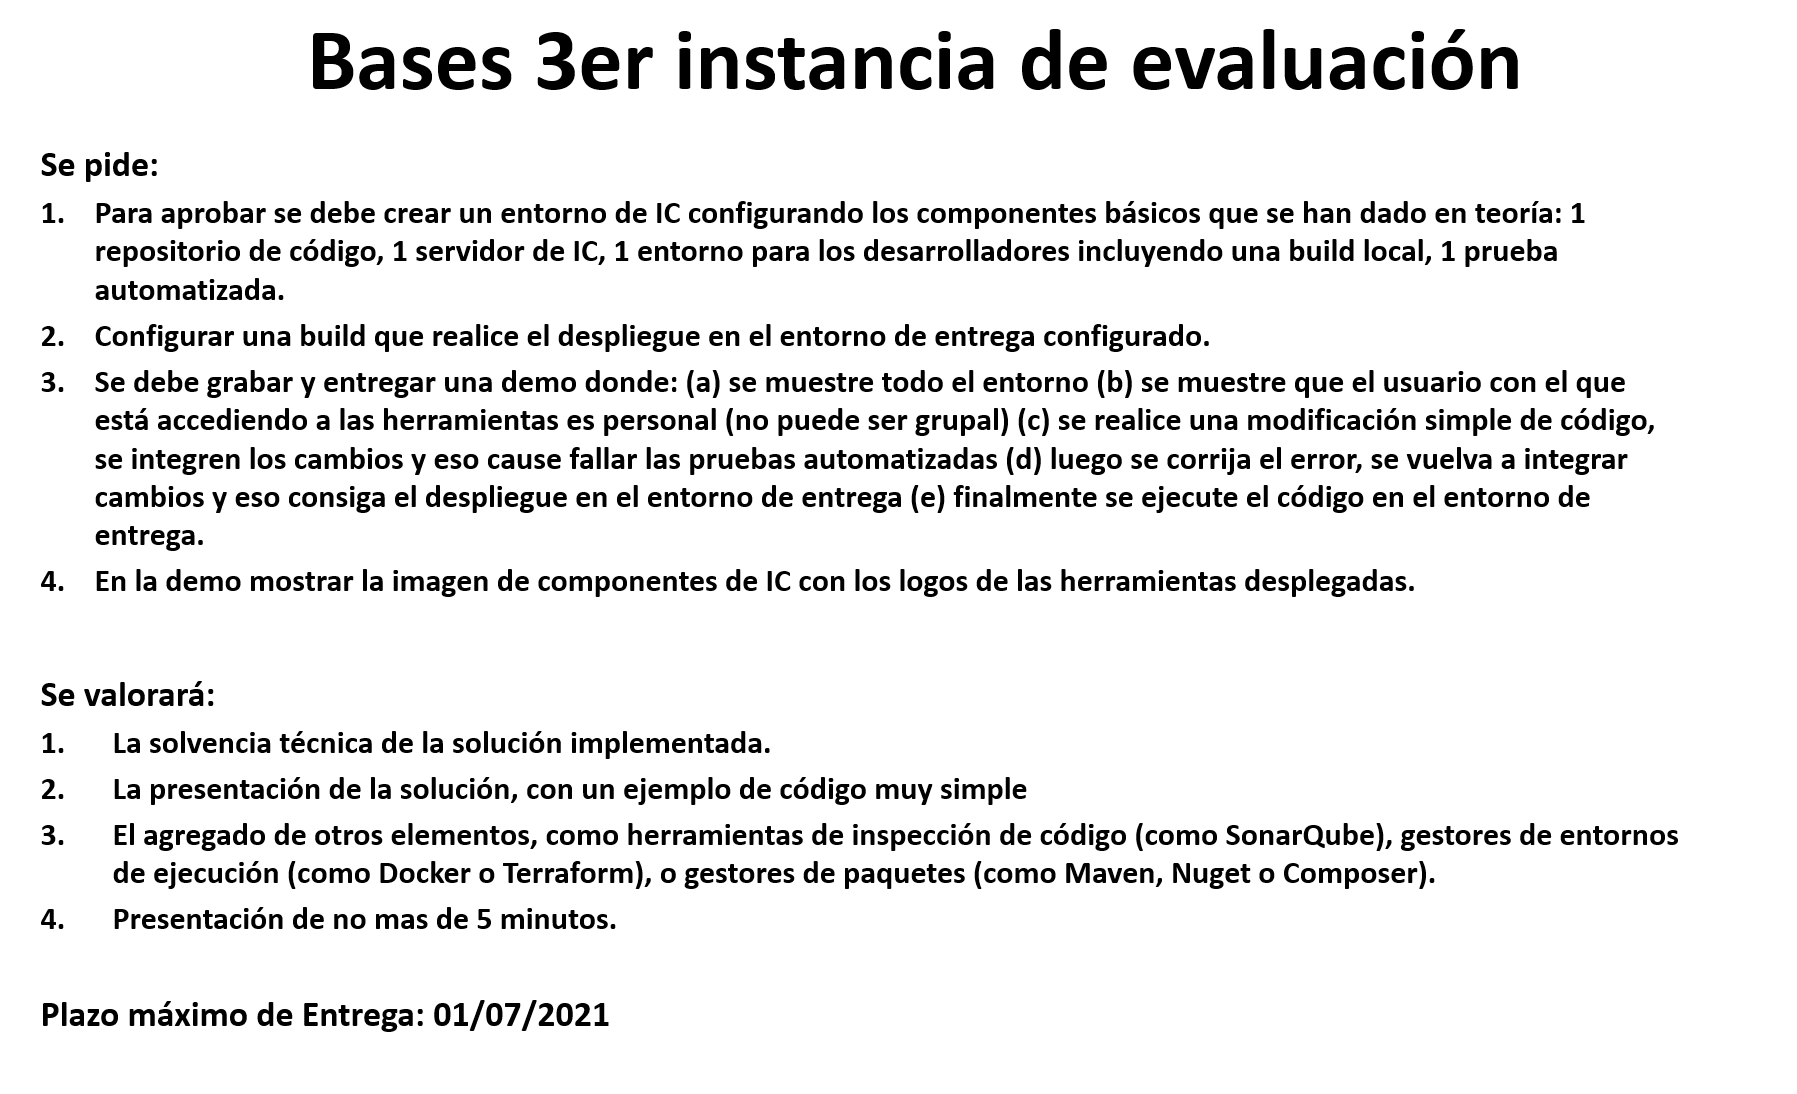 Bases 3er instancia de evaluación
Se pide:
1. Para aprobar se debe crear un entorno de IC configurando los componentes básicos que se han dado en teoría: 1
repositorio de código, 1 servidor de IC, 1 entorno para los desarrolladores incluyendo una build local, 1 prueba
automatizada.
2. Configurar una build que realice el despliegue en el entorno de entrega configurado.
3. Se debe grabar y entregar una demo donde: (a) se muestre todo el entorno (b) se muestre que el usuario con el que
está accediendo a las herramientas es personal (no puede ser grupal) (c) se realice una modificación simple de código,
se integren los cambios y eso cause fallar las pruebas automatizadas (d) luego se corrija el error, se vuelva a integrar
cambios y eso consiga el despliegue en el entorno de entrega (e) finalmente se ejecute el código en el entorno de
entrega.
4. En la demo mostrar la imagen de componentes de IC con los logos de las herramientas desplegadas.
Se valorará:
1. La solvencia técnica de la solución implementada.
2. La presentación de la solución, con un ejemplo de código muy simple
3. El agregado de otros elementos, como herramientas de inspección de código (como SonarQube), gestores de entornos
de ejecución (como Docker o Terraform), o gestores de paquetes (como Maven, Nuget o Composer).
4. Presentación de no mas de 5 minutos.
Plazo máximo de Entrega: 01/07/2021